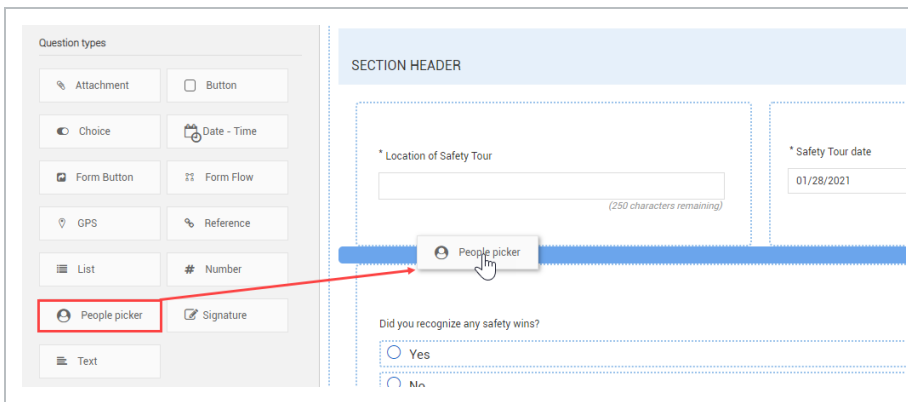 Question types
Attachment
Button
Choice
Date - Time
Form Button
Form Flow
GPS
Reference
List
# Number
People picker
Signature
Text
SECTION HEADER
* Location of Safety Tour
(250 characters remaining)
* Safety Tour date
01/28/2021
People picker
Did you recognize any safety wins?
Yes
No